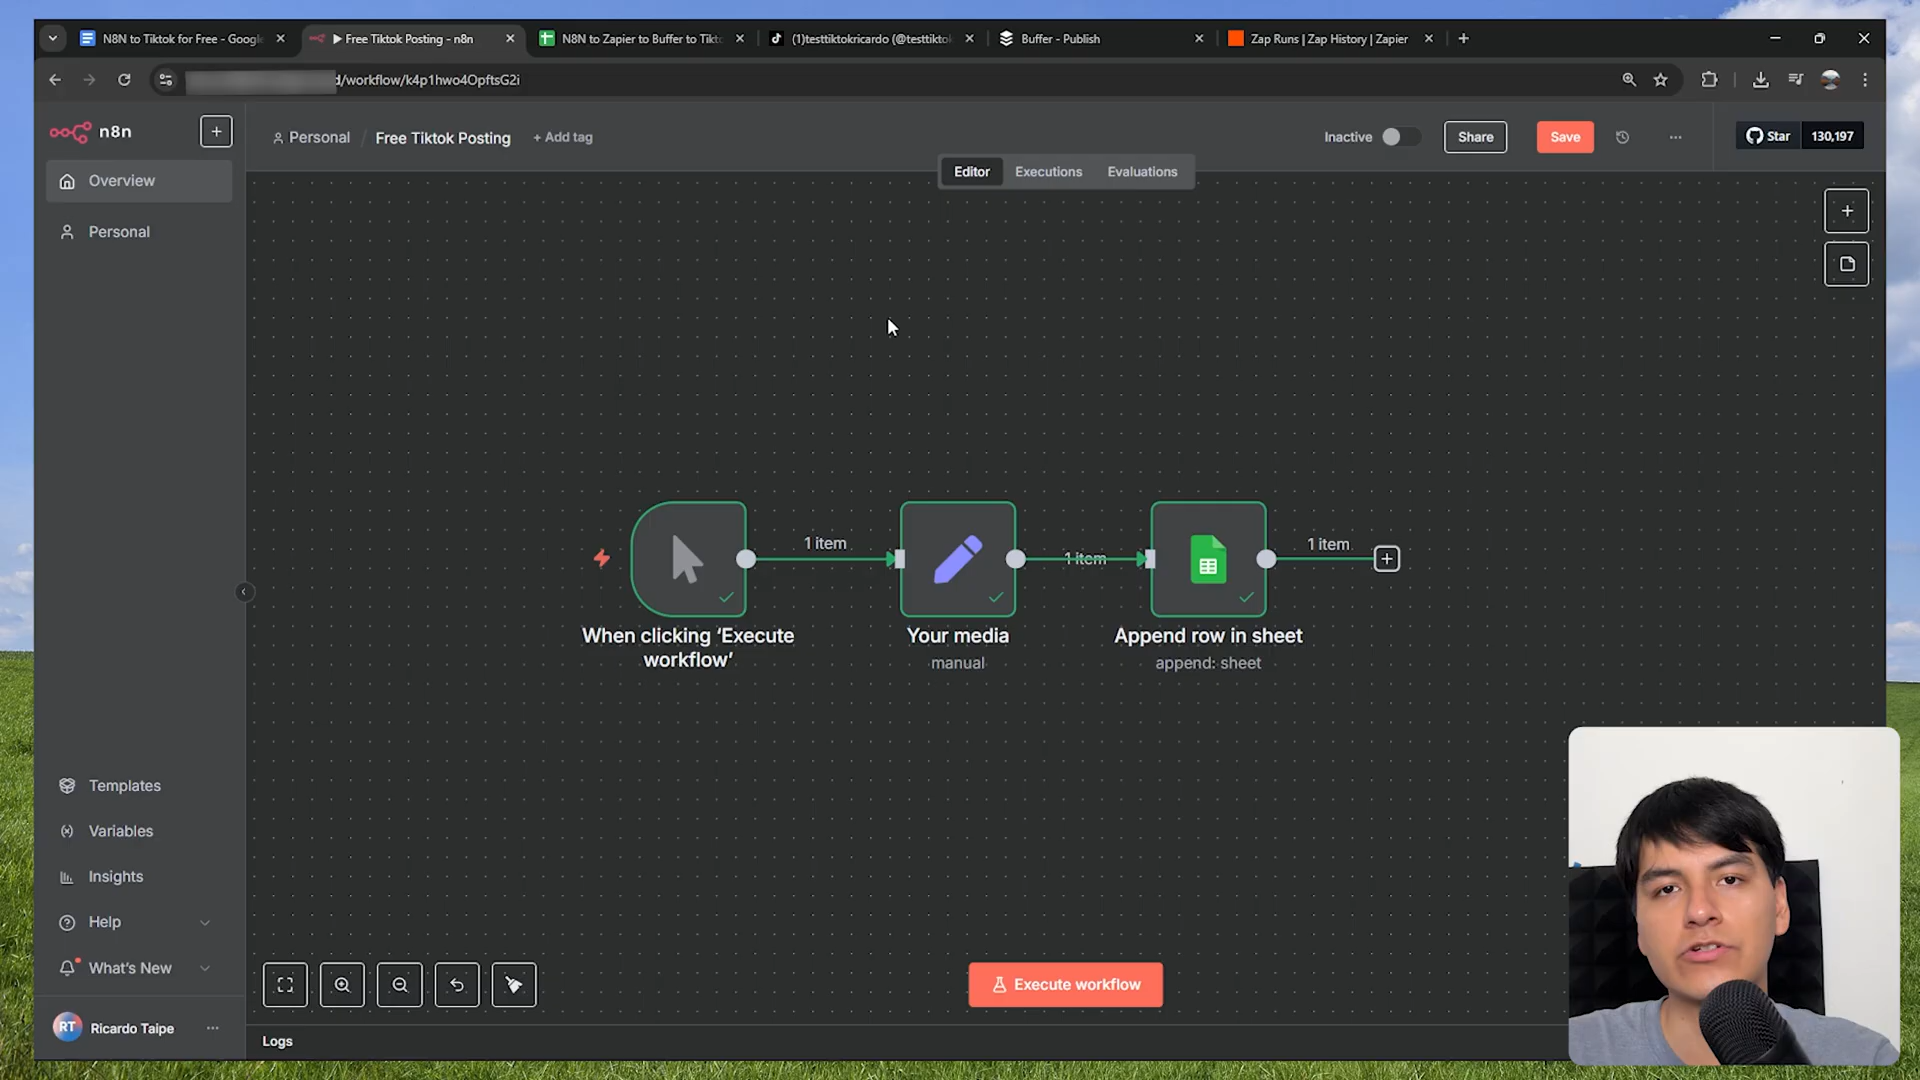 N8N to Tiktok for Free - Google
Free Tiktok Posting - n8n
N8N to Zapier to Buffer to Tikt
(1)testtiktokricardo (@testtiktok
Buffer - Publish
Zap Runs | Zap History | Zapier
d/workflow/k4p1hwo4OpftsG2i
n8n
Personal / Free Tiktok Posting + Add tag
Inactive
Share
Save
Star 130,197
Editor Executions Evaluations
Overview
Personal
1 item
1 item
1 item
When clicking ‘Execute
workflow’
Your media
manual
Append row in sheet
append: sheet
Templates
Variables
Insights
Help
What’s New
RT Ricardo Taipe
Execute workflow
Logs